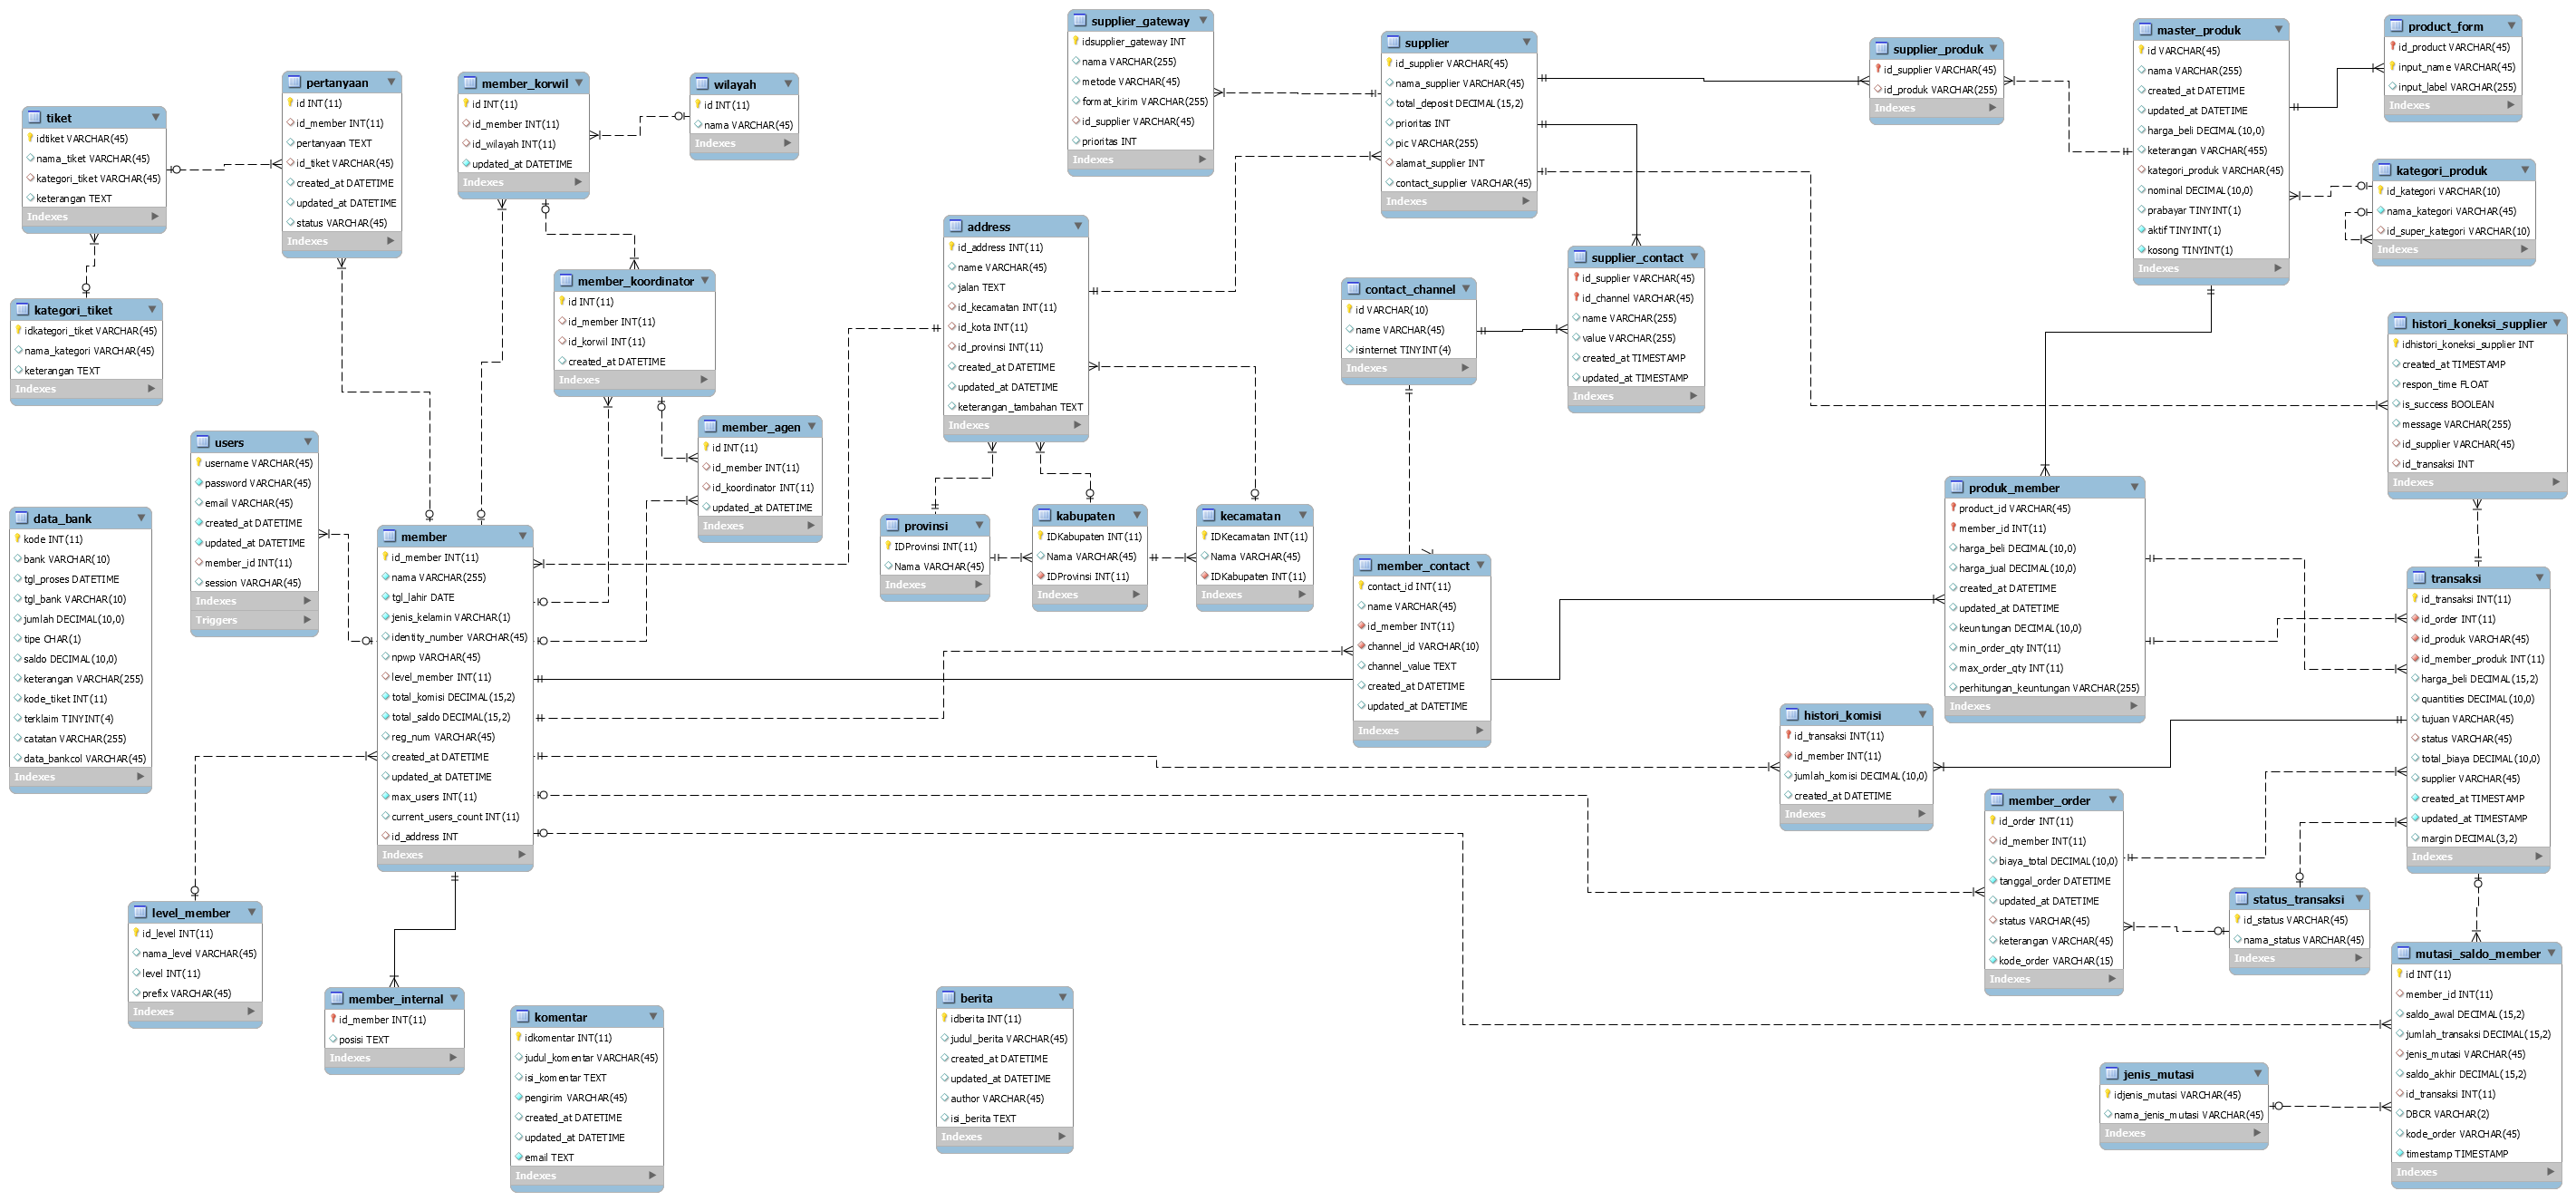 tiket
idtiket VARCHAR(45)
nama_tiket VARCHAR(45)
kategori_tiket VARCHAR(45)
keterangan TEXT
Indexes
kategori_tiket
idkategori_tiket VARCHAR(45)
nama_kategori VARCHAR(45)
keterangan TEXT
Indexes
pertanyaan
id INT(11)
id_member INT(11)
pertanyaan TEXT
id_tiket VARCHAR(45)
created_at DATETIME
updated_at DATETIME
status VARCHAR(45)
Indexes
member_korwil
id INT(11)
id_member INT(11)
id_wilayah INT(11)
updated_at DATETIME
Indexes
wilayah
id INT(11)
nama VARCHAR(45)
Indexes
member_koordinator
id INT(11)
id_member INT(11)
id_korwil INT(11)
created_at DATETIME
Indexes
member_agen
id INT(11)
id_member INT(11)
id_koordinator INT(11)
updated_at DATETIME
Indexes
users
username VARCHAR(45)
password VARCHAR(45)
email VARCHAR(45)
created_at DATETIME
updated_at DATETIME
member_id INT(11)
session VARCHAR(45)
Indexes
Triggers
data_bank
kode INT(11)
bank VARCHAR(10)
tgl_proses DATETIME
tgl_bank VARCHAR(10)
jumlah DECIMAL(10,0)
tipe CHAR(1)
saldo DECIMAL(10,0)
keterangan VARCHAR(255)
kode_tiket INT(11)
terklaim TINYINT(4)
catatan VARCHAR(255)
data_bankcol VARCHAR(45)
Indexes
member
id_member INT(11)
nama VARCHAR(255)
tgl_lahir DATE
jenis_kelamin VARCHAR(1)
identity_number VARCHAR(45)
npwp VARCHAR(45)
level_member INT(11)
total_komisi DECIMAL(15,2)
total_saldo DECIMAL(15,2)
reg_num VARCHAR(45)
created_at DATETIME
updated_at DATETIME
max_users INT(11)
current_users_count INT(11)
id_address INT
Indexes
level_member
id_level INT(11)
nama_level VARCHAR(45)
level INT(11)
prefix VARCHAR(45)
Indexes
member_internal
id_member INT(11)
posisi TEXT
Indexes
komentar
idkomentar INT(11)
judul_komentar VARCHAR(45)
isi_komentar TEXT
pengirim VARCHAR(45)
created_at DATETIME
updated_at DATETIME
email TEXT
Indexes
berita
idberita INT(11)
judul_berita VARCHAR(45)
created_at DATETIME
updated_at DATETIME
author VARCHAR(45)
isi_berita TEXT
Indexes
supplier_gateway
idsupplier_gateway INT
nama VARCHAR(255)
metode VARCHAR(45)
format_kirim VARCHAR(255)
id_supplier VARCHAR(45)
prioritas INT
Indexes
address
id_address INT(11)
name VARCHAR(45)
jalan TEXT
id_kecamatan INT(11)
id_kota INT(11)
id_provinsi INT(11)
created_at DATETIME
updated_at DATETIME
keterangan_tambahan TEXT
Indexes
provinsi
IDProvinsi INT(11)
Nama VARCHAR(45)
Indexes
kabupaten
IDKabupaten INT(11)
Nama VARCHAR(45)
IDProvinsi INT(11)
Indexes
kecamatan
IDKecamatan INT(11)
Nama VARCHAR(45)
IDKabupaten INT(11)
Indexes
supplier
id_supplier VARCHAR(45)
nama_supplier VARCHAR(45)
total_deposit DECIMAL(15,2)
prioritas INT
pic VARCHAR(255)
alamat_supplier INT
contact_supplier VARCHAR(45)
Indexes
contact_channel
id VARCHAR(10)
name VARCHAR(45)
isinternet TINYINT(4)
Indexes
supplier_contact
id_supplier VARCHAR(45)
id_channel VARCHAR(45)
name VARCHAR(255)
value VARCHAR(255)
created_at TIMESTAMP
updated_at TIMESTAMP
Indexes
member_contact
contact_id INT(11)
name VARCHAR(45)
id_member INT(11)
channel_id VARCHAR(10)
channel_value TEXT
created_at DATETIME
updated_at DATETIME
Indexes
supplier_produk
id_supplier VARCHAR(45)
id_produk VARCHAR(255)
Indexes
master_produk
id VARCHAR(45)
nama VARCHAR(255)
created_at DATETIME
updated_at DATETIME
harga_beli DECIMAL(10,0)
keterangan VARCHAR(455)
kategori_produk VARCHAR(45)
nominal DECIMAL(10,0)
prabayar TINYINT(1)
aktif TINYINT(1)
kosong TINYINT(1)
Indexes
product_form
id_product VARCHAR(45)
input_name VARCHAR(45)
input_label VARCHAR(255)
Indexes
kategori_produk
id_kategori VARCHAR(10)
nama_kategori VARCHAR(45)
id_super_kategori VARCHAR(10)
Indexes
histori_koneksi_supplier
idhistori_koneksi_supplier INT
created_at TIMESTAMP
respon_time FLOAT
is_success BOOLEAN
message VARCHAR(255)
id_supplier VARCHAR(45)
id_transaksi INT
Indexes
produk_member
product_id VARCHAR(45)
member_id INT(11)
harga_beli DECIMAL(10,0)
harga_jual DECIMAL(10,0)
created_at DATETIME
updated_at DATETIME
keuntungan DECIMAL(10,0)
min_order_qty INT(11)
max_order_qty INT(11)
perhitungan_keuntungan VARCHAR(255)
Indexes
transaksi
id_transaksi INT(11)
id_order INT(11)
id_produk VARCHAR(45)
id_member_produk INT(11)
harga_beli DECIMAL(15,2)
quantities DECIMAL(10,0)
tujuan VARCHAR(45)
status VARCHAR(45)
total_biaya DECIMAL(10,0)
supplier VARCHAR(45)
created_at TIMESTAMP
updated_at TIMESTAMP
margin DECIMAL(3,2)
Indexes
histori_komisi
id_transaksi INT(11)
id_member INT(11)
jumlah_komisi DECIMAL(10,0)
created_at DATETIME
Indexes
member_order
id_order INT(11)
id_member INT(11)
biaya_total DECIMAL(10,0)
tanggal_order DATETIME
updated_at DATETIME
status VARCHAR(45)
keterangan VARCHAR(45)
kode_order VARCHAR(15)
Indexes
status_transaksi
id_status VARCHAR(45)
nama_status VARCHAR(45)
Indexes
mutasi_saldo_member
id INT(11)
member_id INT(11)
saldo_awal DECIMAL(15,2)
jumlah_transaksi DECIMAL(15,2)
jenis_mutasi VARCHAR(45)
saldo_akhir DECIMAL(15,2)
id_transaksi INT(11)
DBCR VARCHAR(2)
kode_order VARCHAR(45)
timestamp TIMESTAMP
Indexes
jenis_mutasi
idjenis_mutasi VARCHAR(45)
nama_jenis_mutasi VARCHAR(45)
Indexes